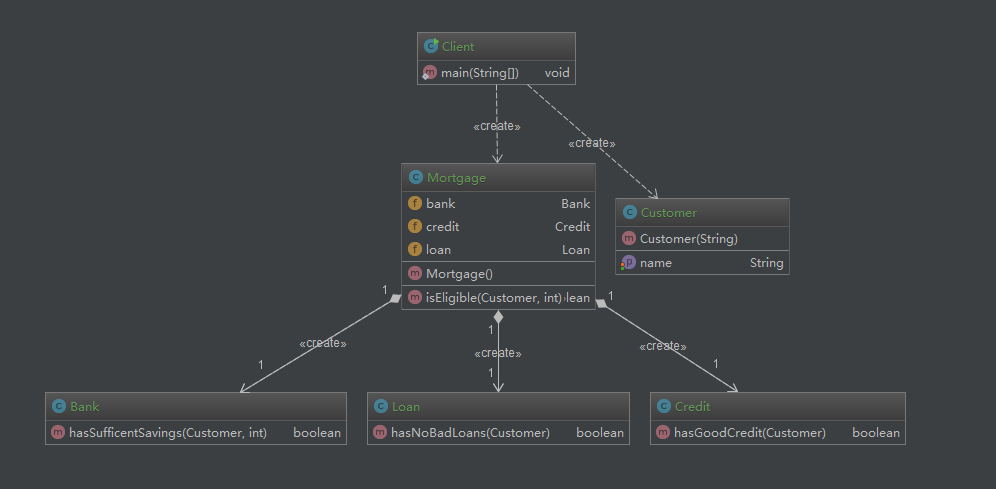 Client
main(String[]) void
«create»
«create»
Mortgage
bank Bank
credit Credit
loan Loan
Mortgage()
isEligible(Customer, int) lean
Customer
Customer(String)
name String
1
1
1
«create»
«create»
«create»
1
1
1
Bank
hasSufficentSavings(Customer, int) boolean
Loan
hasNoBadLoans(Customer) boolean
Credit
hasGoodCredit(Customer) boolean